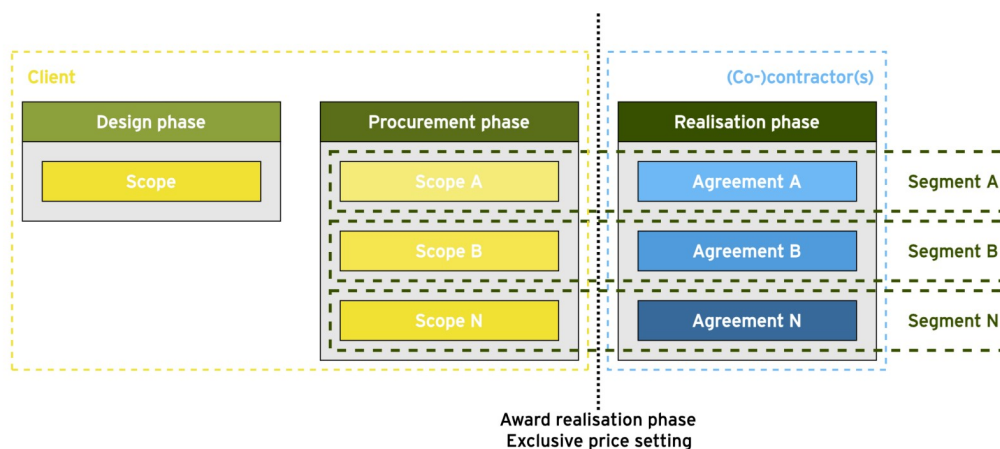 Client
(Co-)contractor(s)
Design phase
Procurement phase
Realisation phase
Scope
Scope A
Agreement A
Segment A
Scope B
Agreement B
Segment B
Scope N
Agreement N
Segment N
Award realisation phase
Exclusive price setting